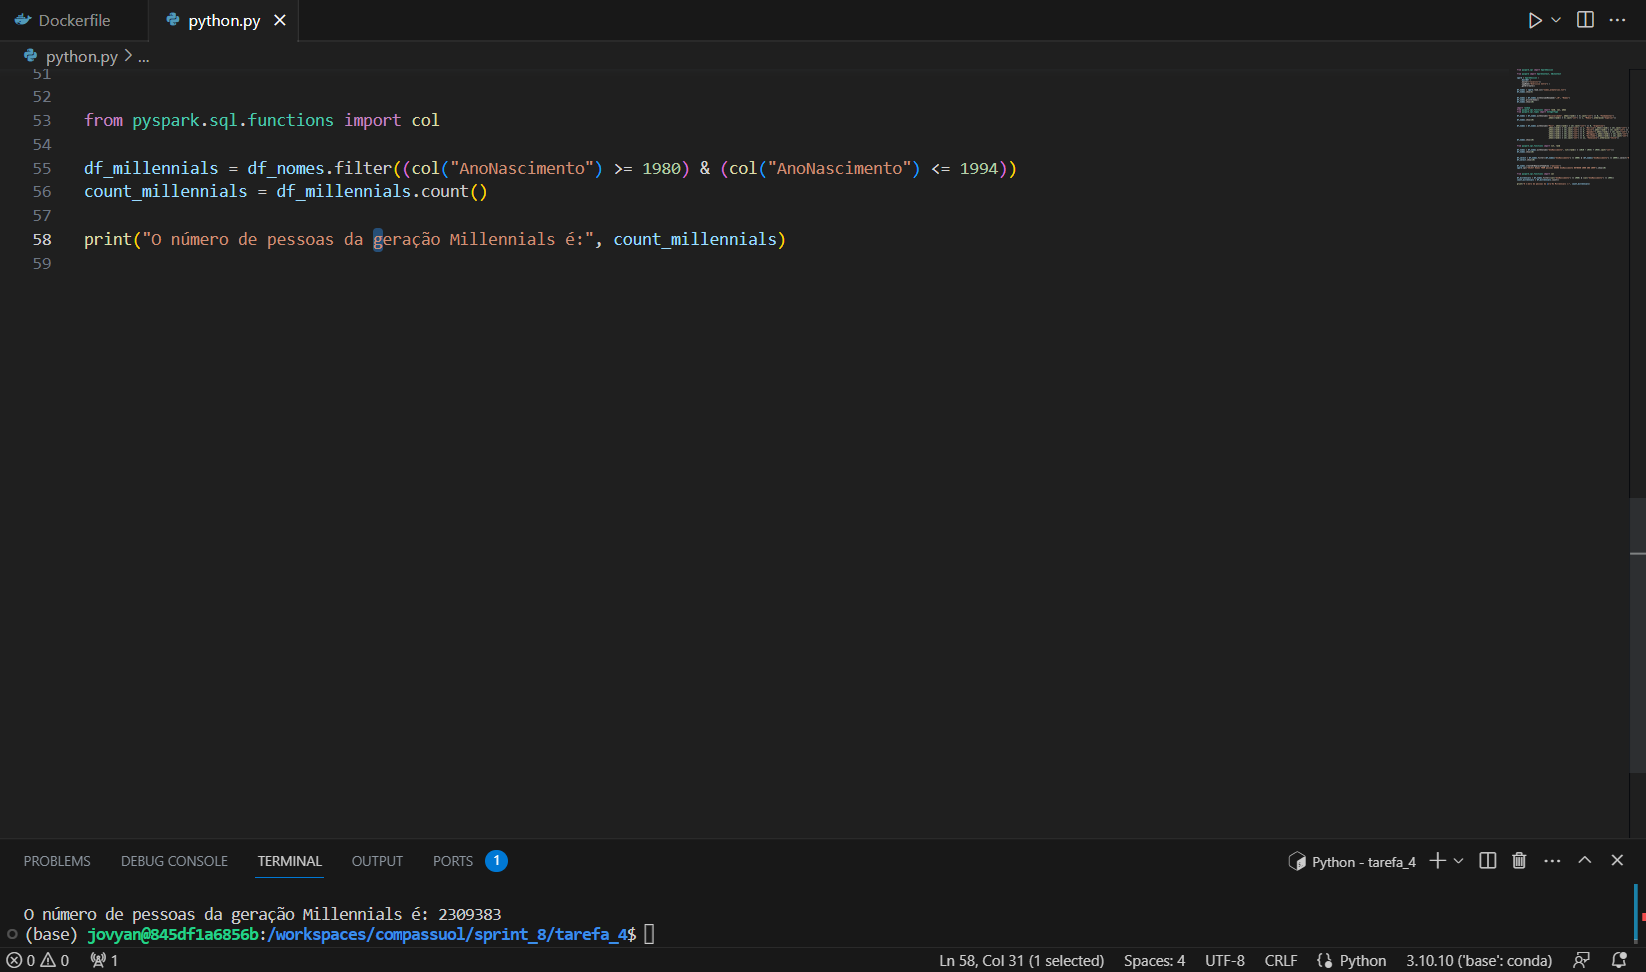 Dockerfile python.py
python.py > ...
51
52
53 from pyspark.sql.functions import col
54
55 df_millennials = df_nomes.filter((col("AnoNascimento") >= 1980) & (col("AnoNascimento") <= 1994))
56 count_millennials = df_millennials.count()
57
58 print("O número de pessoas da geração Millennials é:", count_millennials)
59
PROBLEMS DEBUG CONSOLE TERMINAL OUTPUT PORTS 1 Python - tarefa_4
O número de pessoas da geração Millennials é: 2309383
(base) jovyan@845df1a6856b:/workspaces/compassuol/sprint_8/tarefa_4$
0 0 1 Ln 58, Col 31 (1 selected) Spaces: 4 UTF-8 CRLF Python 3.10.10 ('base': conda)